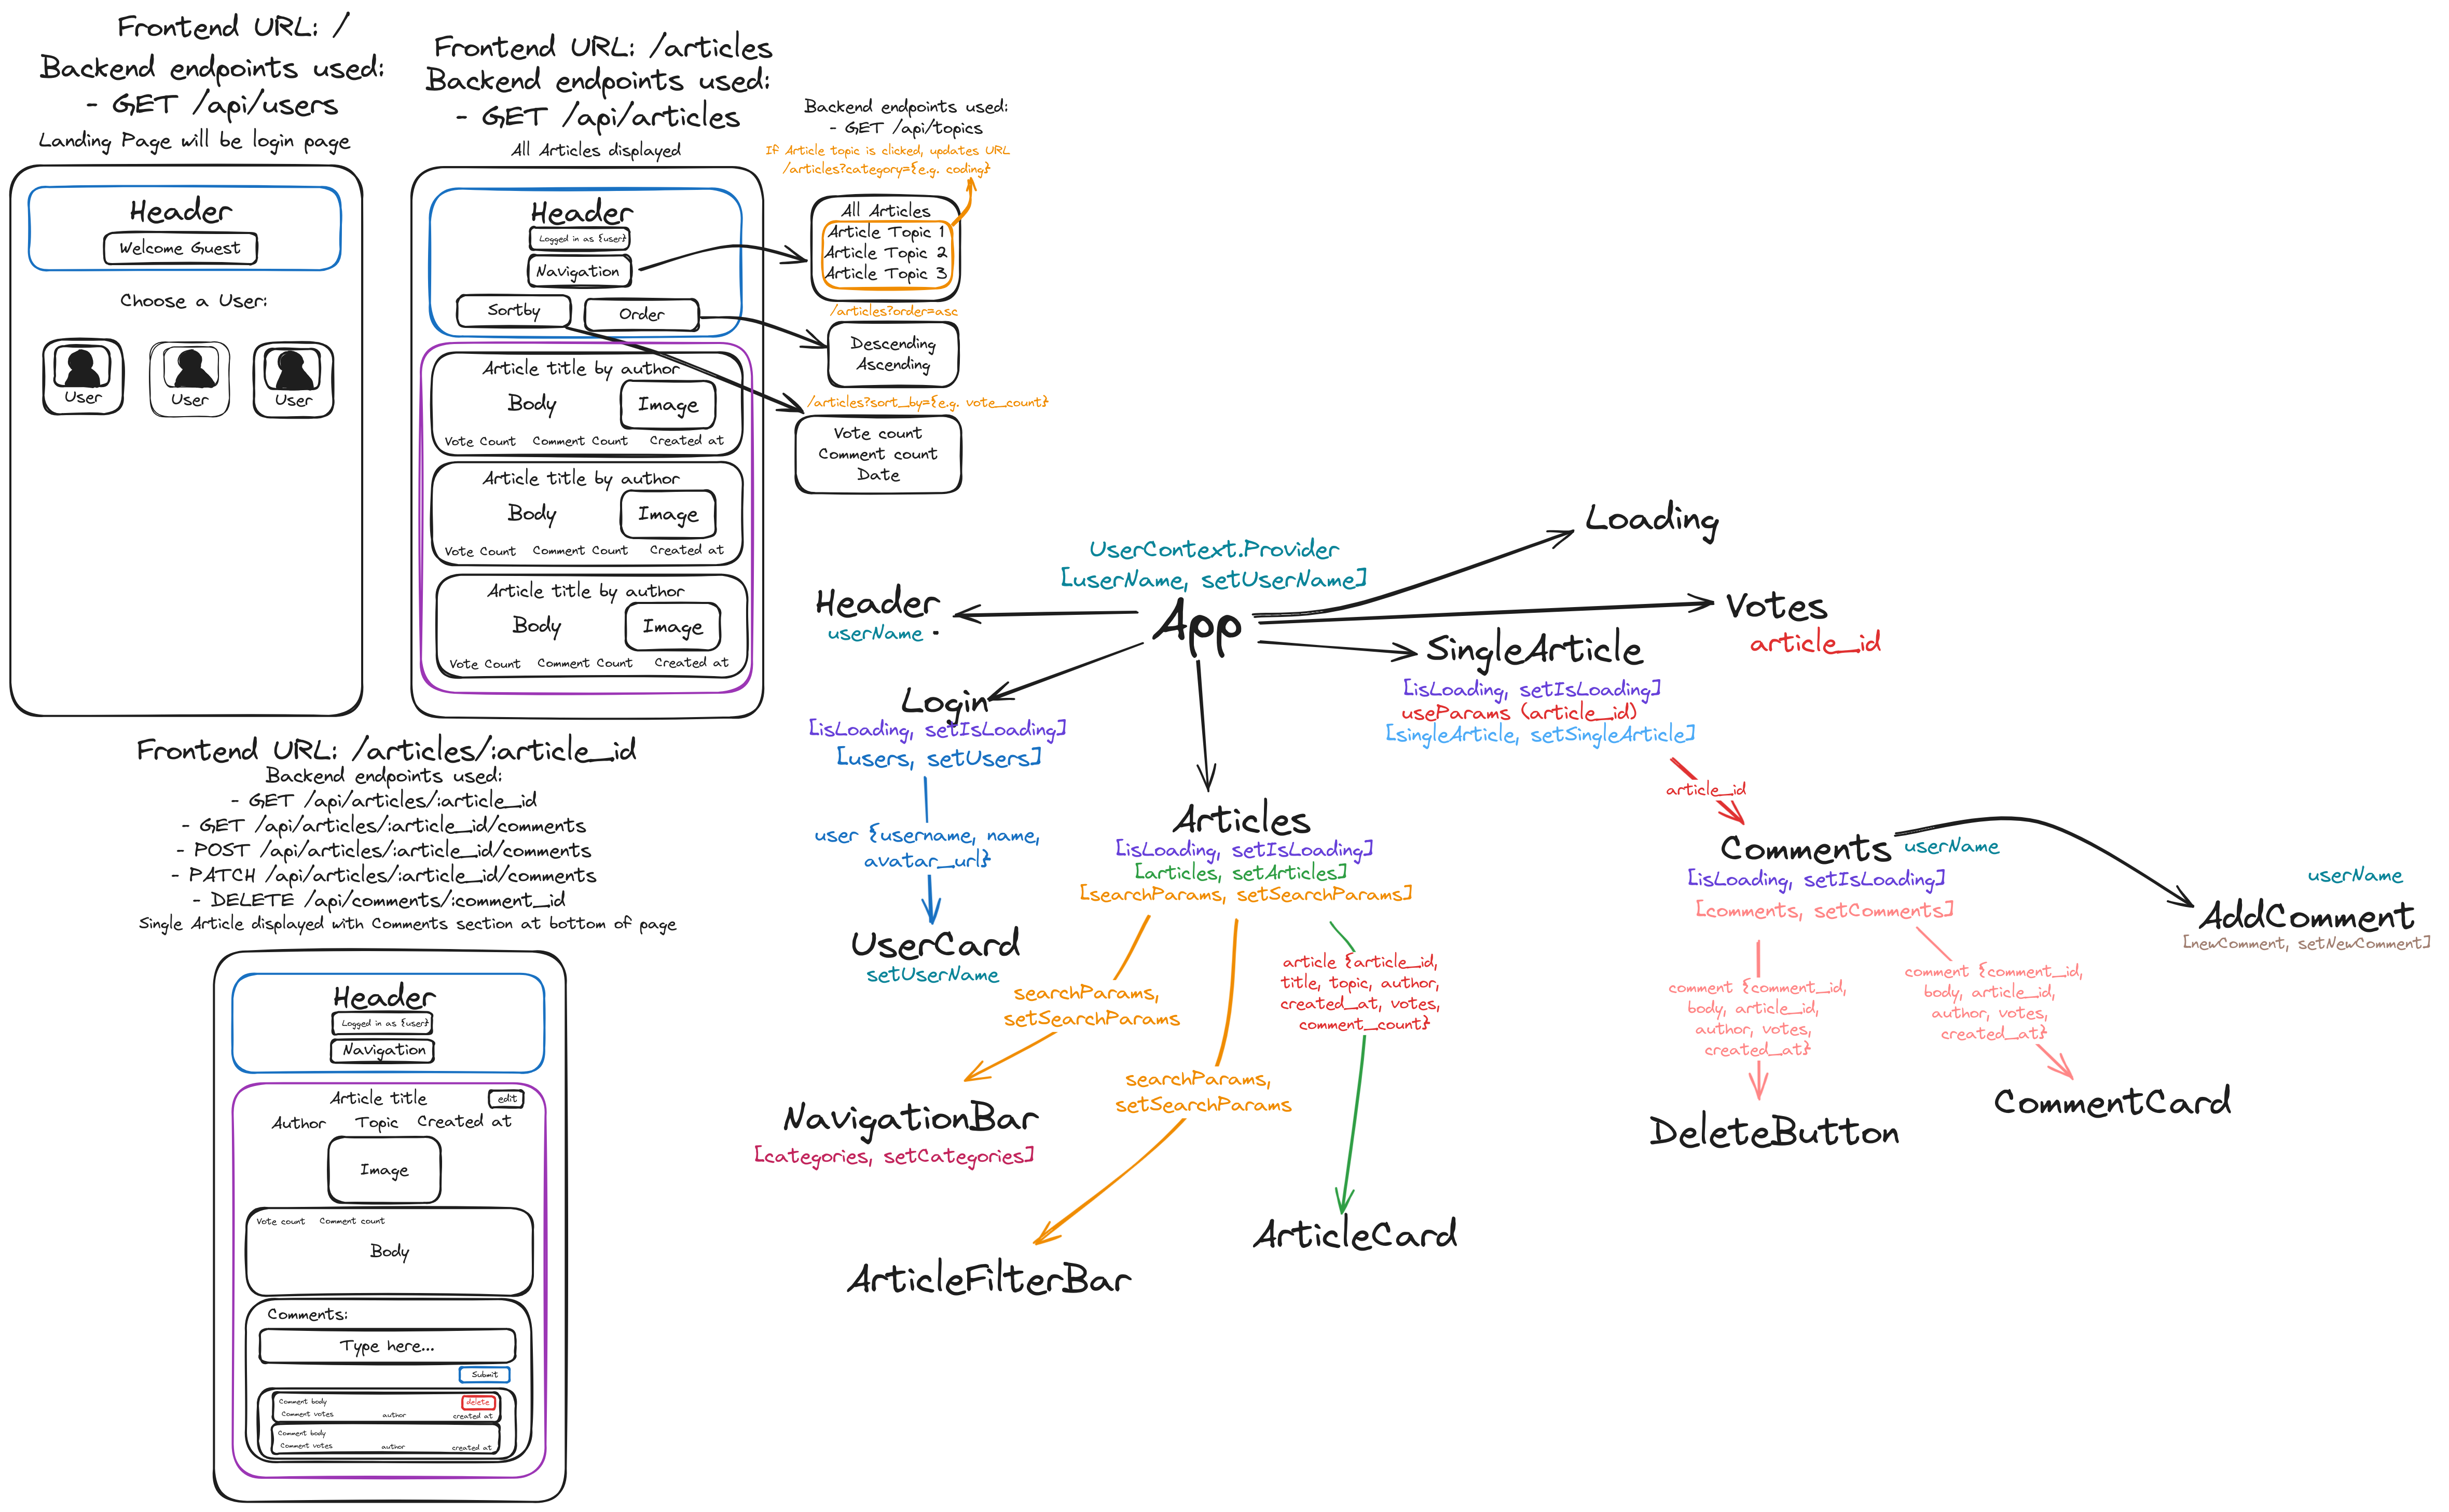 Frontend URL: /
Backend endpoints used:
- GET /api/users
Landing Page will be login page
Header
Welcome Guest
Choose a User:
User
User
User
Frontend URL: /articles
Backend endpoints used:
- GET /api/articles
All Articles displayed
Header
Logged in as {user}
Navigation
Sortby
Order
Article title by author
Body
Image
Vote Count
Comment Count
Created at
Article title by author
Body
Image
Vote Count
Comment Count
Created at
Article title by author
Body
Image
Vote Count
Comment Count
Created at
Backend endpoints used:
- GET /api/topics
If Article topic is clicked, updates URL
/articles?category={e.g. coding}
All Articles
Article Topic 1
Article Topic 2
Article Topic 3
/articles?order=asc
Descending
Ascending
/articles?sort_by={e.g. vote_count}
Vote count
Comment count
Date
Frontend URL: /articles/:article_id
Backend endpoints used:
- GET /api/articles/:article_id
- GET /api/articles/:article_id/comments
- POST /api/articles/:article_id/comments
- PATCH /api/articles/:article_id/comments
- DELETE /api/comments/:comment_id
Single Article displayed with Comments section at bottom of page
Header
Logged in as {user}
Navigation
Article title
edit
Author
Topic
Created at
Image
Vote count
Comment count
Body
Comments:
Type here...
Submit
Comment body
delete
Comment votes
author
created at
Comment body
Comment votes
author
created at
UserContext.Provider
[userName, setUserName]
App
Header
userName
Loading
Votes
article_id
SingleArticle
[isLoading, setIsLoading]
useParams (article_id)
[singleArticle, setSingleArticle]
article_id
Login
[isLoading, setIsLoading]
[users, setUsers]
user {username, name,
avatar_url}
UserCard
setUserName
Articles
[isLoading, setIsLoading]
[articles, setArticles]
[searchParams, setSearchParams]
searchParams,
setSearchParams
NavigationBar
[categories, setCategories]
searchParams,
setSearchParams
ArticleFilterBar
article {article_id,
title, topic, author,
created_at, votes,
comment_count}
ArticleCard
Comments
userName
[isLoading, setIsLoading]
[comments, setComments]
comment {comment_id,
body, article_id,
author, votes,
created_at}
DeleteButton
comment {comment_id,
body, article_id,
author, votes,
created_at}
CommentCard
userName
AddComment
[newComment, setNewComment]